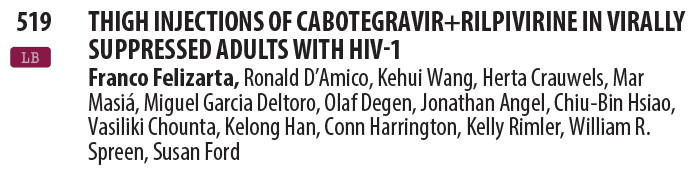 519 THIGH INJECTIONS OF CABOTEGRAVIR+RILPIVIRINE IN VIRALLY
LB SUPPRESSED ADULTS WITH HIV-1
Franco Felizarta, Ronald D'Amico, Kehui Wang, Herta Crauwels, Mar
Masiá, Miguel Garcia Deltoro, Olaf Degen, Jonathan Angel, Chiu-Bin Hsiao,
Vasiliki Chounta, Kelong Han, Conn Harrington, Kelly Rimler, William R.
Spreen, Susan Ford